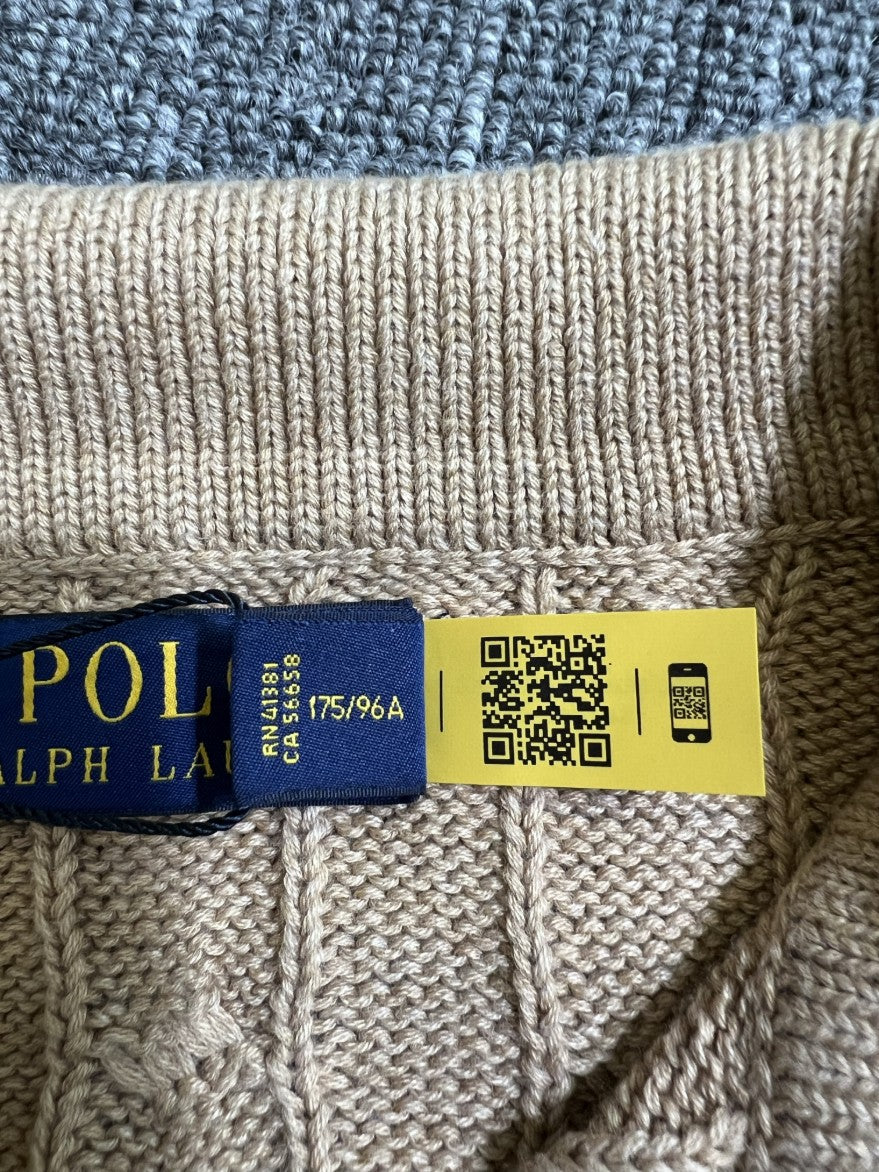 POL
ALPH LAU
RN 41381
CA 56658
175/96A